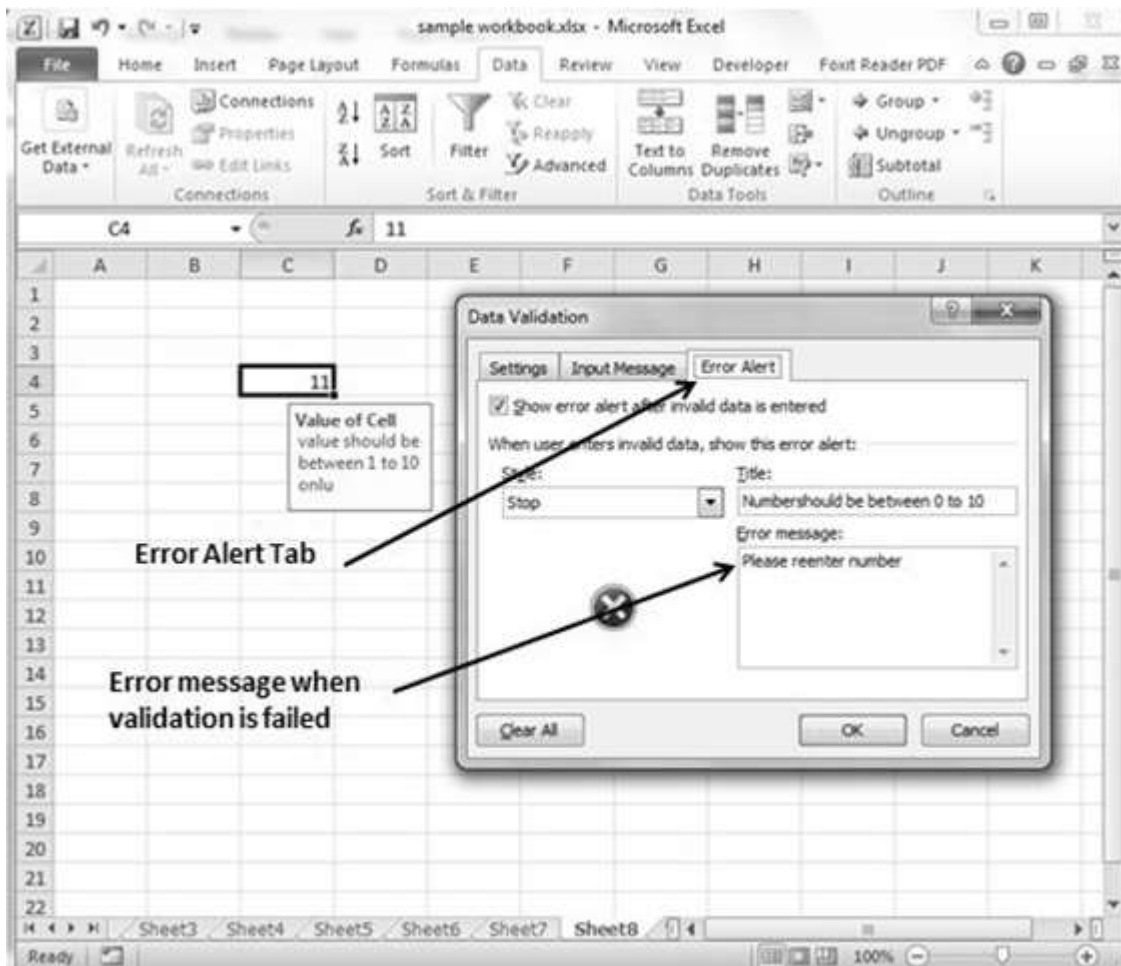 sample workbook.xlsx - Microsoft Excel
File Home Insert Page Layout Formulas Data Review View Developer Foxit Reader PDF
Get External Data
Refresh All
Connections
Properties
Edit Links
Connections
Sort
Filter
Clear
Reapply
Advanced
Sort & Filter
Text to Columns
Remove Duplicates
Data Tools
Group
Ungroup
Subtotal
Outline
C4 fx 11
A B C D E F G H I J K
1
2
3
4 11
5
6
7
8
9
10
11
12
13
14
15
16
17
18
19
20
21
22
Value of Cell
value should be
between 1 to 10
onlu
Error Alert Tab
Error message when
validation is failed
Data Validation
Settings Input Message Error Alert
Show error alert after invalid data is entered
When user enters invalid data, show this error alert:
Style: Title:
Stop Numbershould be between 0 to 10
Error message:
Please reenter number
Clear All OK Cancel
Sheet3 Sheet4 Sheet5 Sheet6 Sheet7 Sheet8
Ready 100%